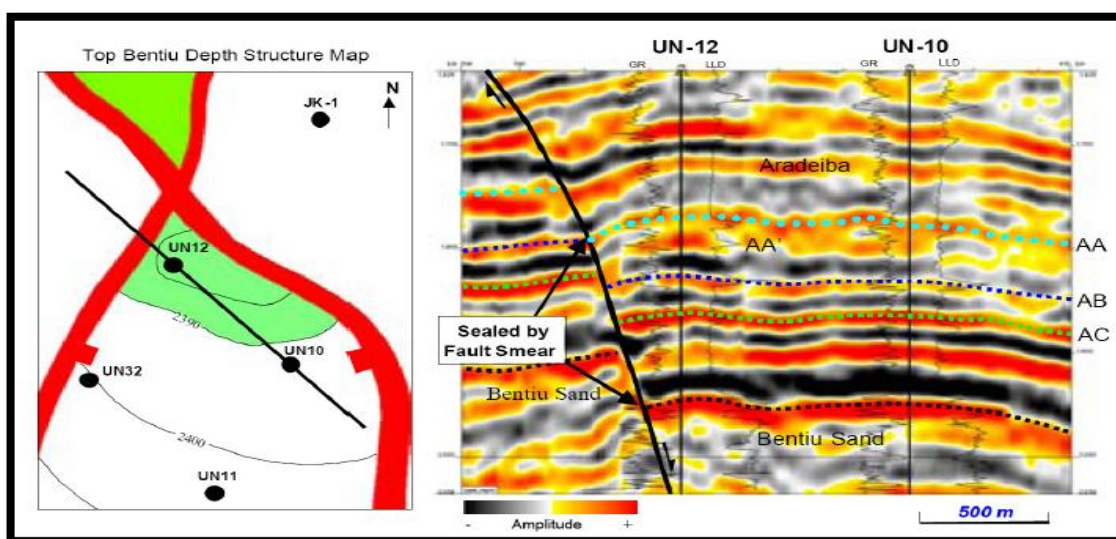 Top Bentiu Depth Structure Map
N
JK-1
UN12
2390
UN10
UN32
2400
UN11
UN-12
UN-10
GR
LLD
GR
LLD
Aradeiba
AA'
AA
AB
AC
Sealed by
Fault Smear
Bentiu Sand
Bentiu Sand
-
Amplitude
+
500 m